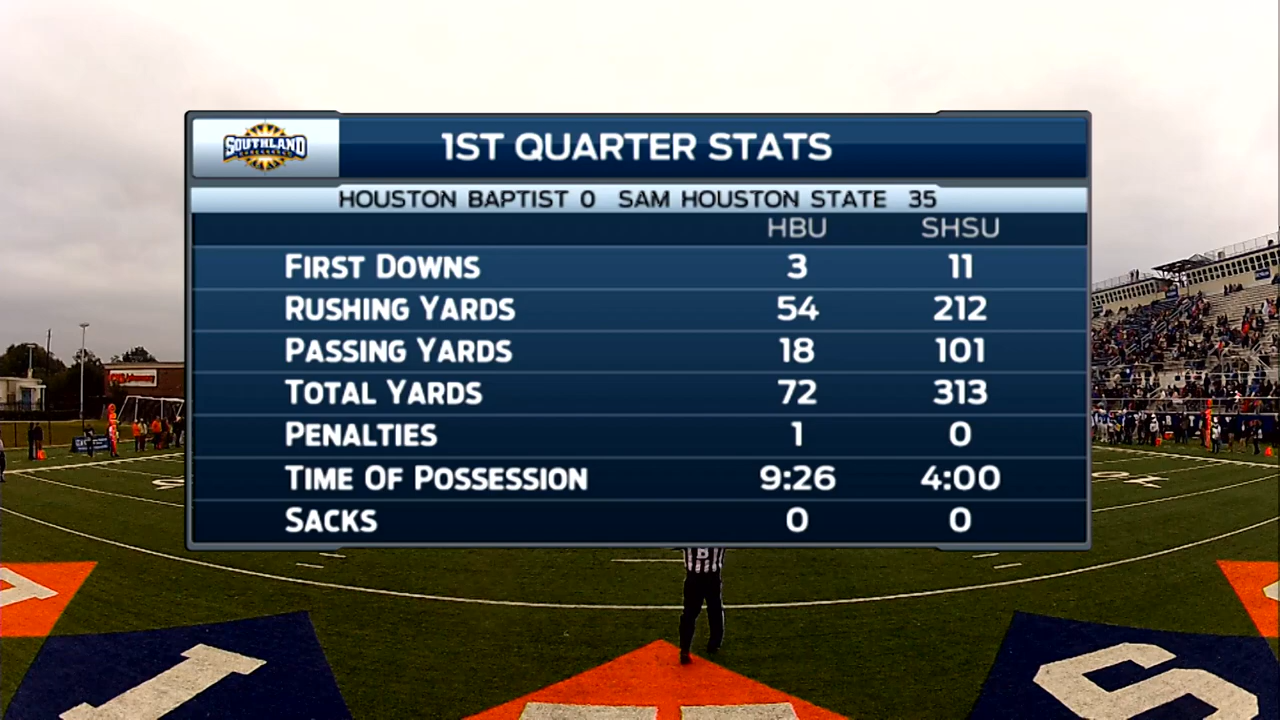 SOUTHLAND
1ST QUARTER STATS
HOUSTON BAPTIST 0 SAM HOUSTON STATE 35
HBU SHSU
FIRST DOWNS 3 11
RUSHING YARDS 54 212
PASSING YARDS 18 101
TOTAL YARDS 72 313
PENALTIES 1 0
TIME OF POSSESSION 9:26 4:00
SACKS 0 0
B
I
S